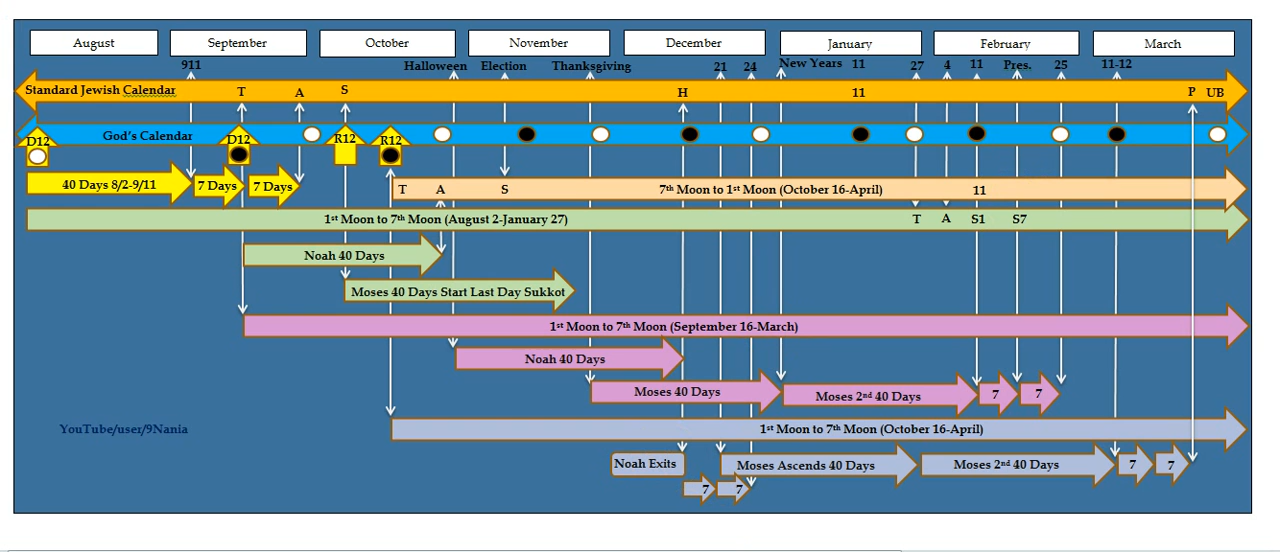 August September October November December January February March
911 Halloween Election Thanksgiving 21 24 New Years 11 27 4 11 Pres. 25 11-12
Standard Jewish Calendar T A S H 11 P UB
God's Calendar
D12 D12 R12 R12
40 Days 8/2-9/11 7 Days 7 Days T A S 7th Moon to 1st Moon (October 16-April) 11
1st Moon to 7th Moon (August 2-January 27) T A S1 S7
Noah 40 Days
Moses 40 Days Start Last Day Sukkot
1st Moon to 7th Moon (September 16-March)
Noah 40 Days
Moses 40 Days Moses 2nd 40 Days 7 7
YouTube/user/9Nania 1st Moon to 7th Moon (October 16-April)
Noah Exits Moses Ascends 40 Days Moses 2nd 40 Days 7 7
7 7